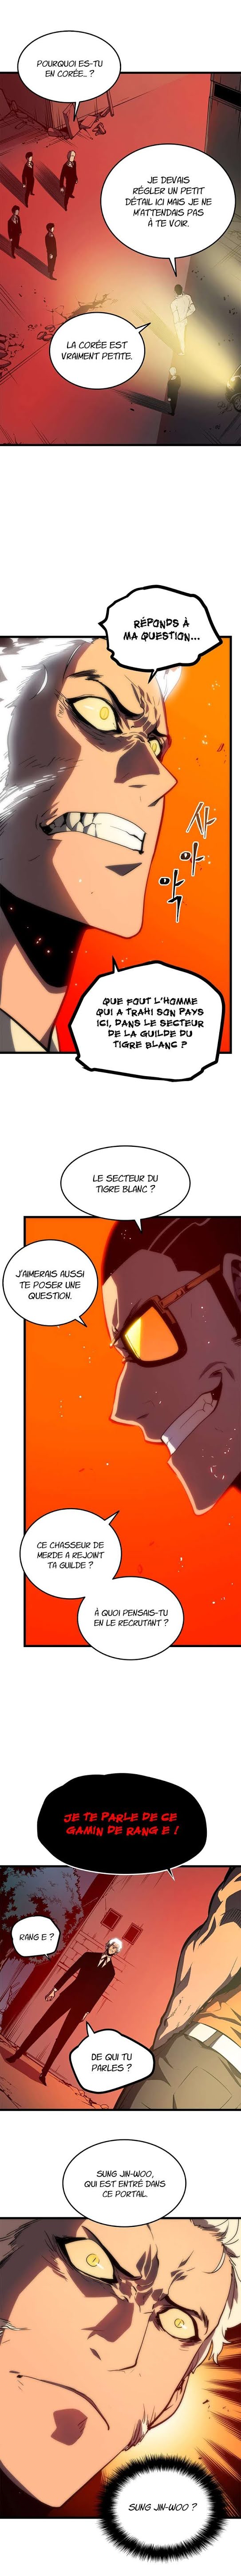 POURQUOI ES-TU
EN CORÉE... ?
JE DEVAIS
RÉGLER UN PETIT
DÉTAIL ICI MAIS JE NE
M'ATTENDAIS PAS
À TE VOIR.
LA CORÉE EST
VRAIMENT PETITE.
RÉPONDS À
MA QUESTION...
사
아
악
QUE FOUT L'HOMME
QUI A TRAHI SON PAYS
ICI, DANS LE SECTEUR
DE LA GUILDE DU
TIGRE BLANC ?
LE SECTEUR DU
TIGRE BLANC ?
J'AIMERAIS AUSSI
TE POSER UNE
QUESTION.
CE CHASSEUR DE
MERDE A REJOINT
TA GUILDE ?
À QUOI PENSAIS-TU
EN LE RECRUTANT ?
JE TE PARLE DE CE
GAMIN DE RANG E !
RANG E ?
DE QUI TU
PARLES ?
SUNG JIN-WOO,
QUI EST ENTRÉ DANS
CE PORTAIL.
SUNG JIN-WOO ?